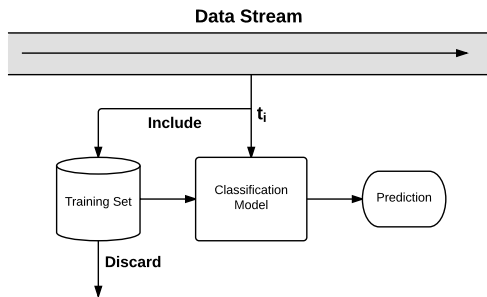 Data Stream
Include
tᵢ
Training Set
Classification
Model
Prediction
Discard